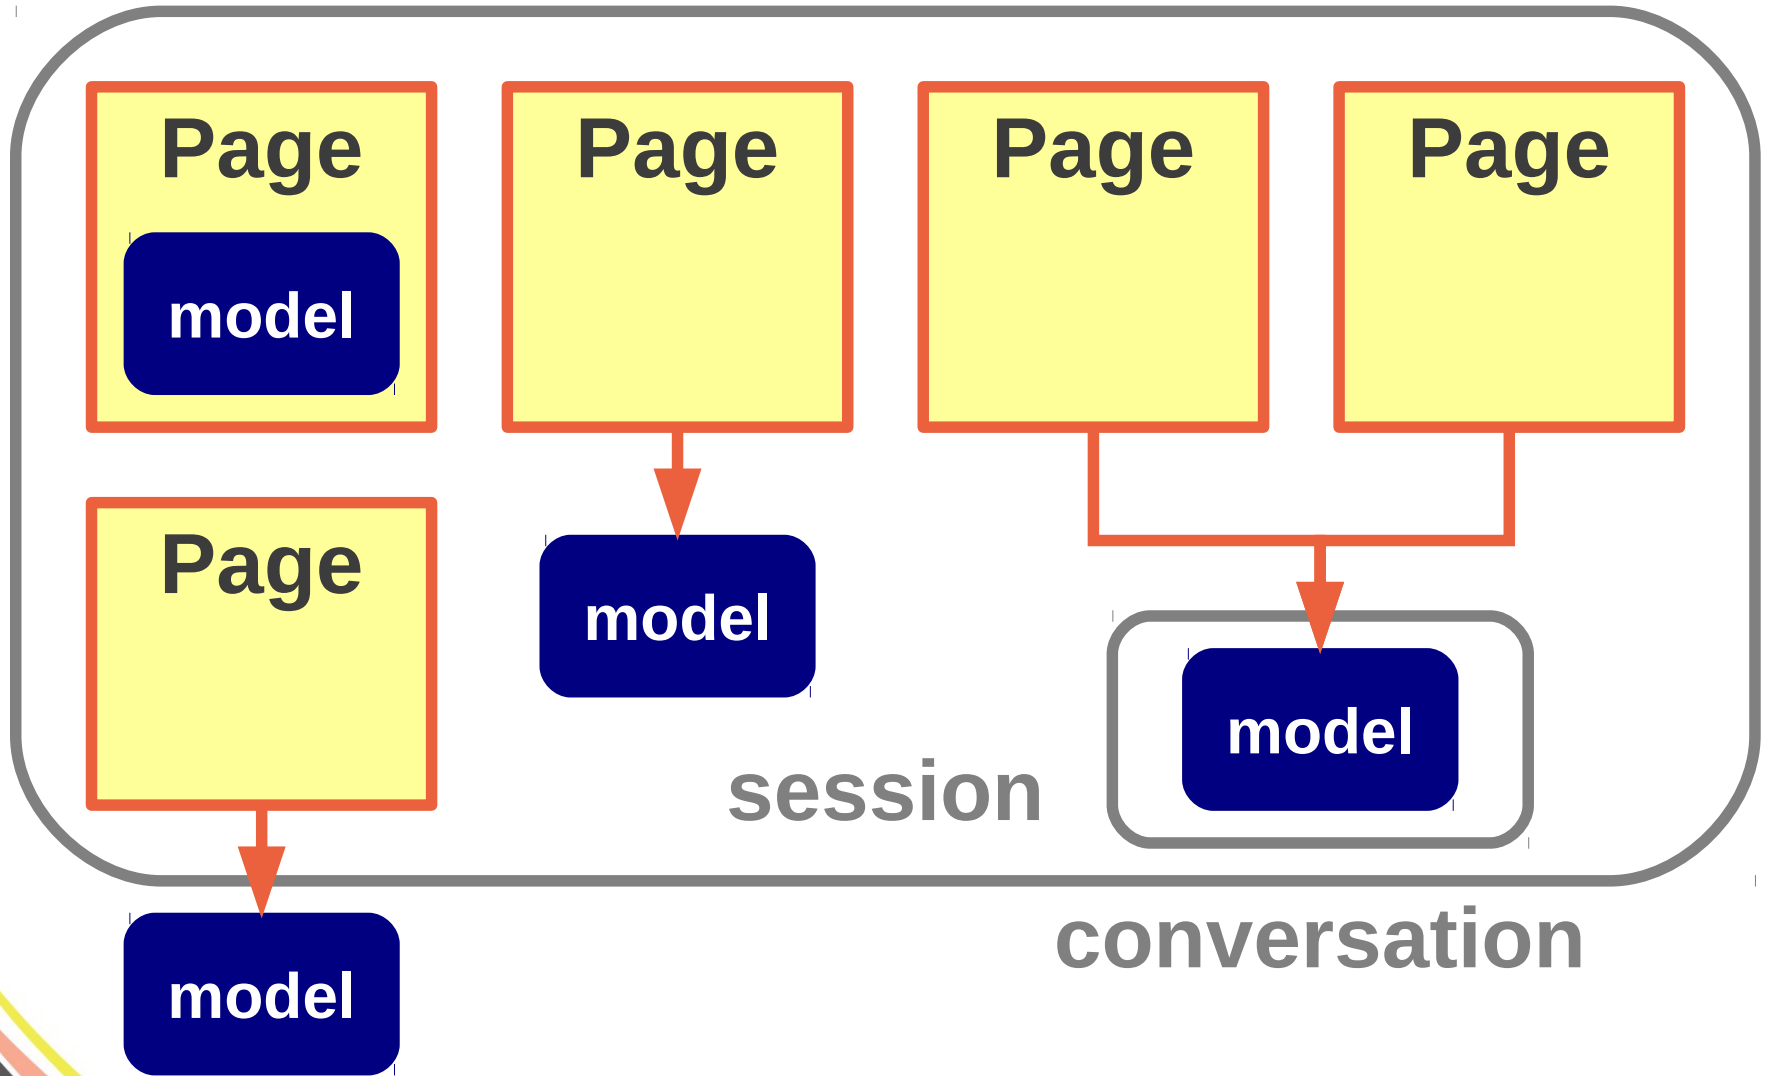 Page Page Page Page
model
Page
model
model
session
conversation
model